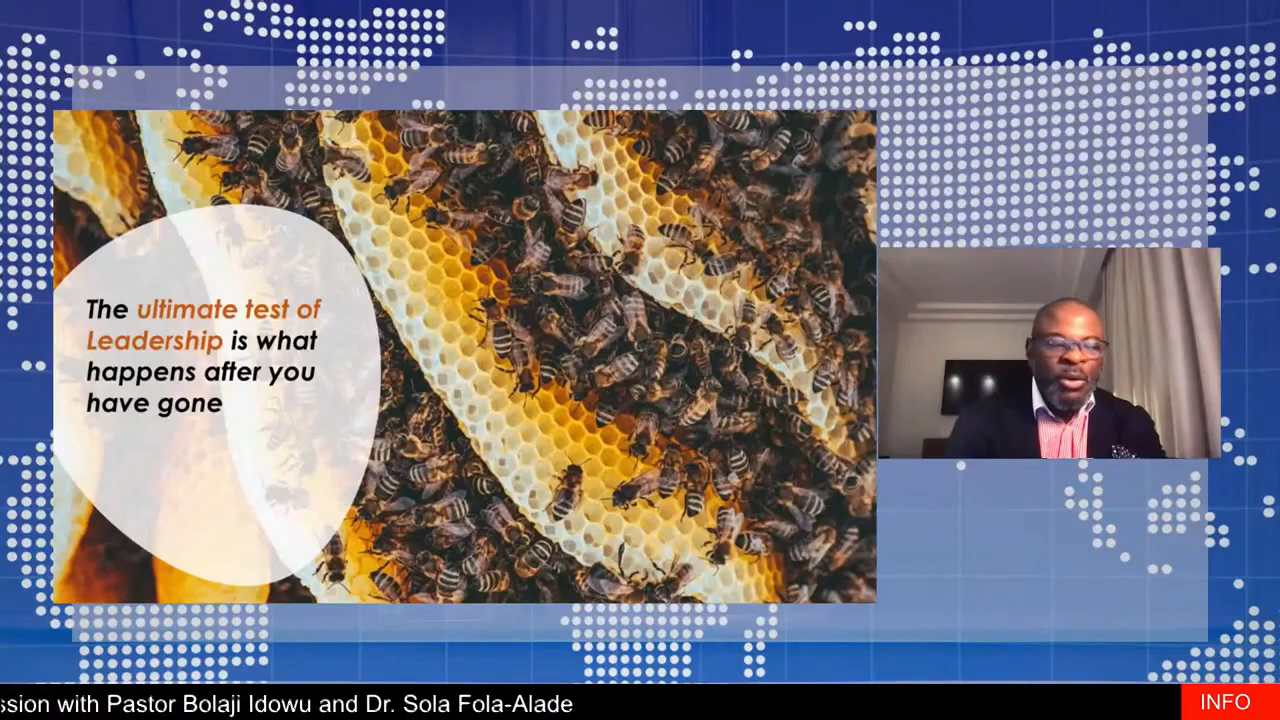 The ultimate test of
Leadership is what
happens after you
have gone
ssion with Pastor Bolaji Idowu and Dr. Sola Fola-Alade
INFO